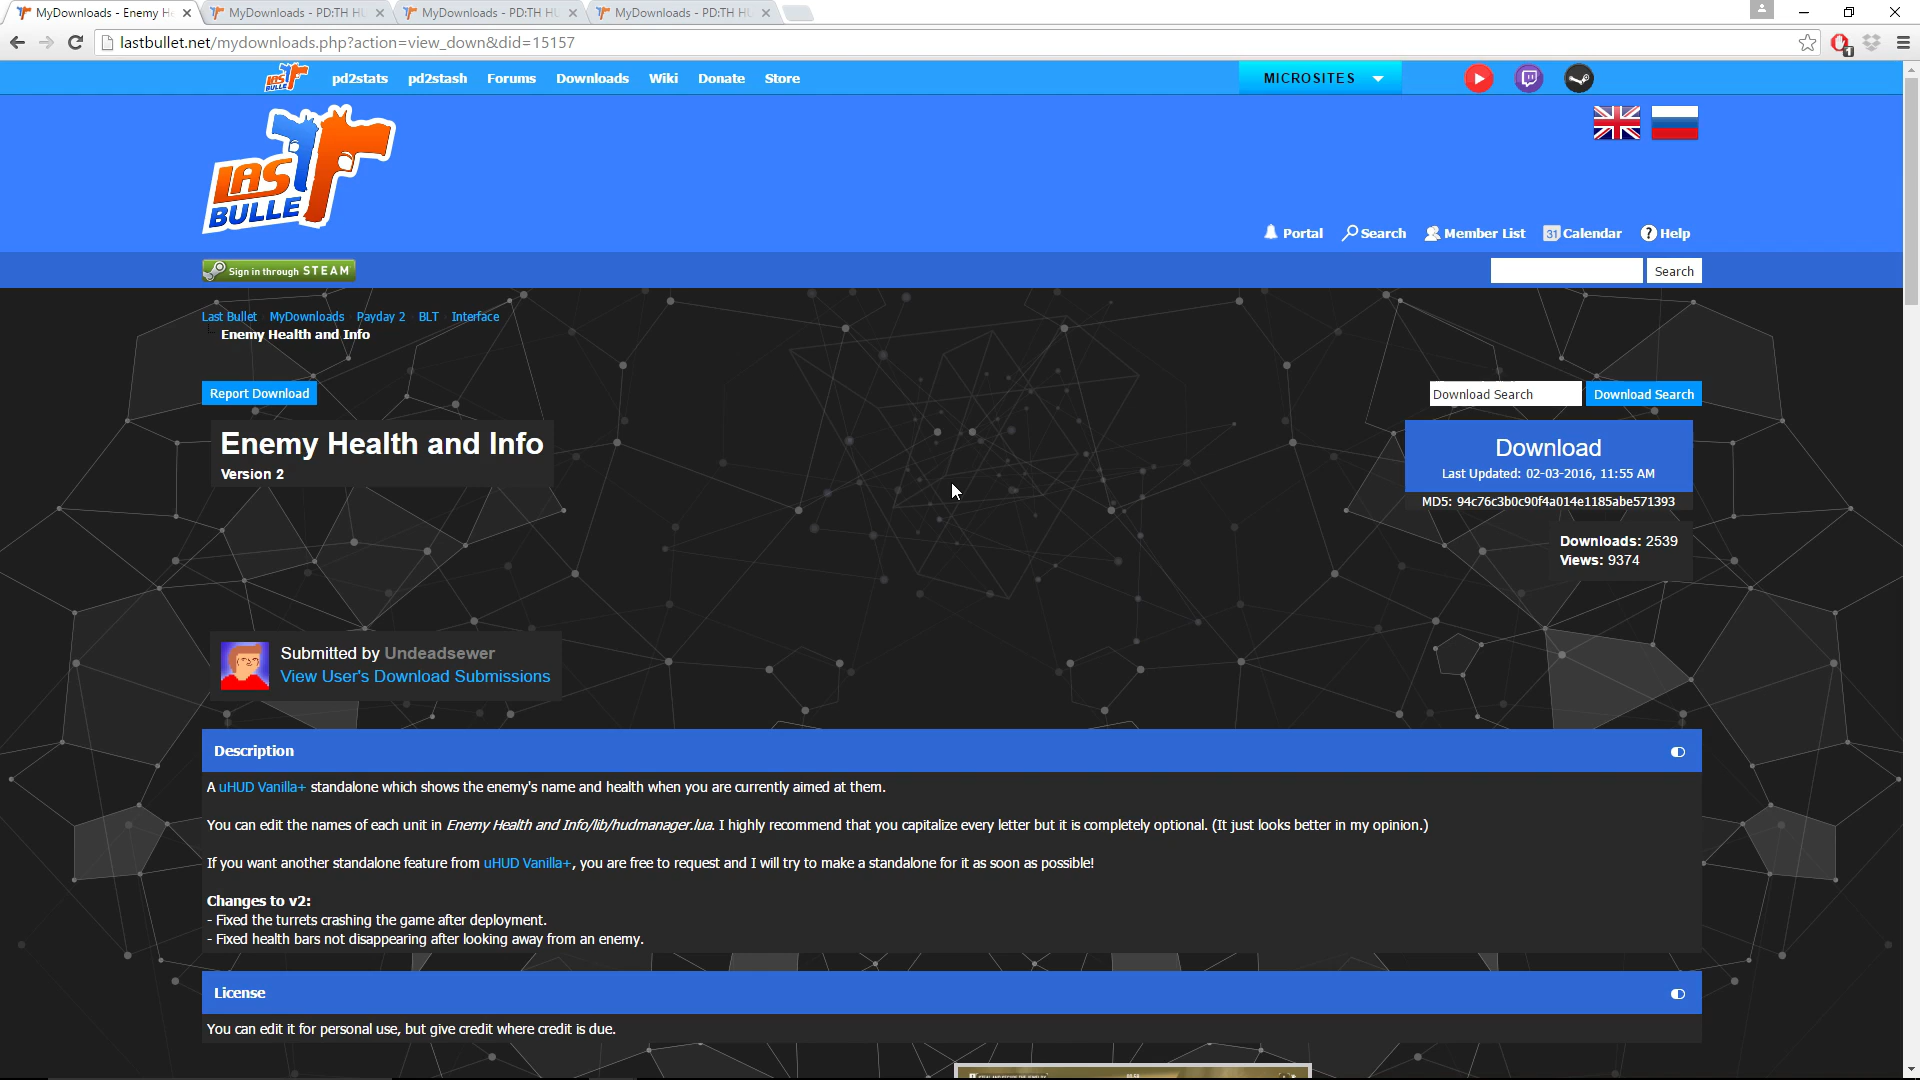 MyDownloads - Enemy H
MyDownloads - PD:TH HU
MyDownloads - PD:TH HU
MyDownloads - PD:TH HU
lastbullet.net/mydownloads.php?action=view_down&did=15157
1
LAST BULLET
pd2stats
pd2stash
Forums
Downloads
Wiki
Donate
Store
MICROSITES
LAST
BULLET
Portal
Search
Member List
31 Calendar
? Help
Sign in through STEAM
Search
Last Bullet MyDownloads Payday 2 BLT Interface
Enemy Health and Info
Report Download
Download Search
Download Search
Enemy Health and Info
Version 2
Download
Last Updated: 02-03-2016, 11:55 AM
MD5: 94c76c3b0c90f4a014e1185abe571393
Downloads: 2539
Views: 9374
Submitted by Undeadsewer
View User's Download Submissions
Description
A uHUD Vanilla+ standalone which shows the enemy's name and health when you are currently aimed at them.
You can edit the names of each unit in Enemy Health and Info/lib/hudmanager.lua. I highly recommend that you capitalize every letter but it is completely optional. (It just looks better in my opinion.)
If you want another standalone feature from uHUD Vanilla+, you are free to request and I will try to make a standalone for it as soon as possible!
Changes to v2:
- Fixed the turrets crashing the game after deployment.
- Fixed health bars not disappearing after looking away from an enemy.
License
You can edit it for personal use, but give credit where credit is due.